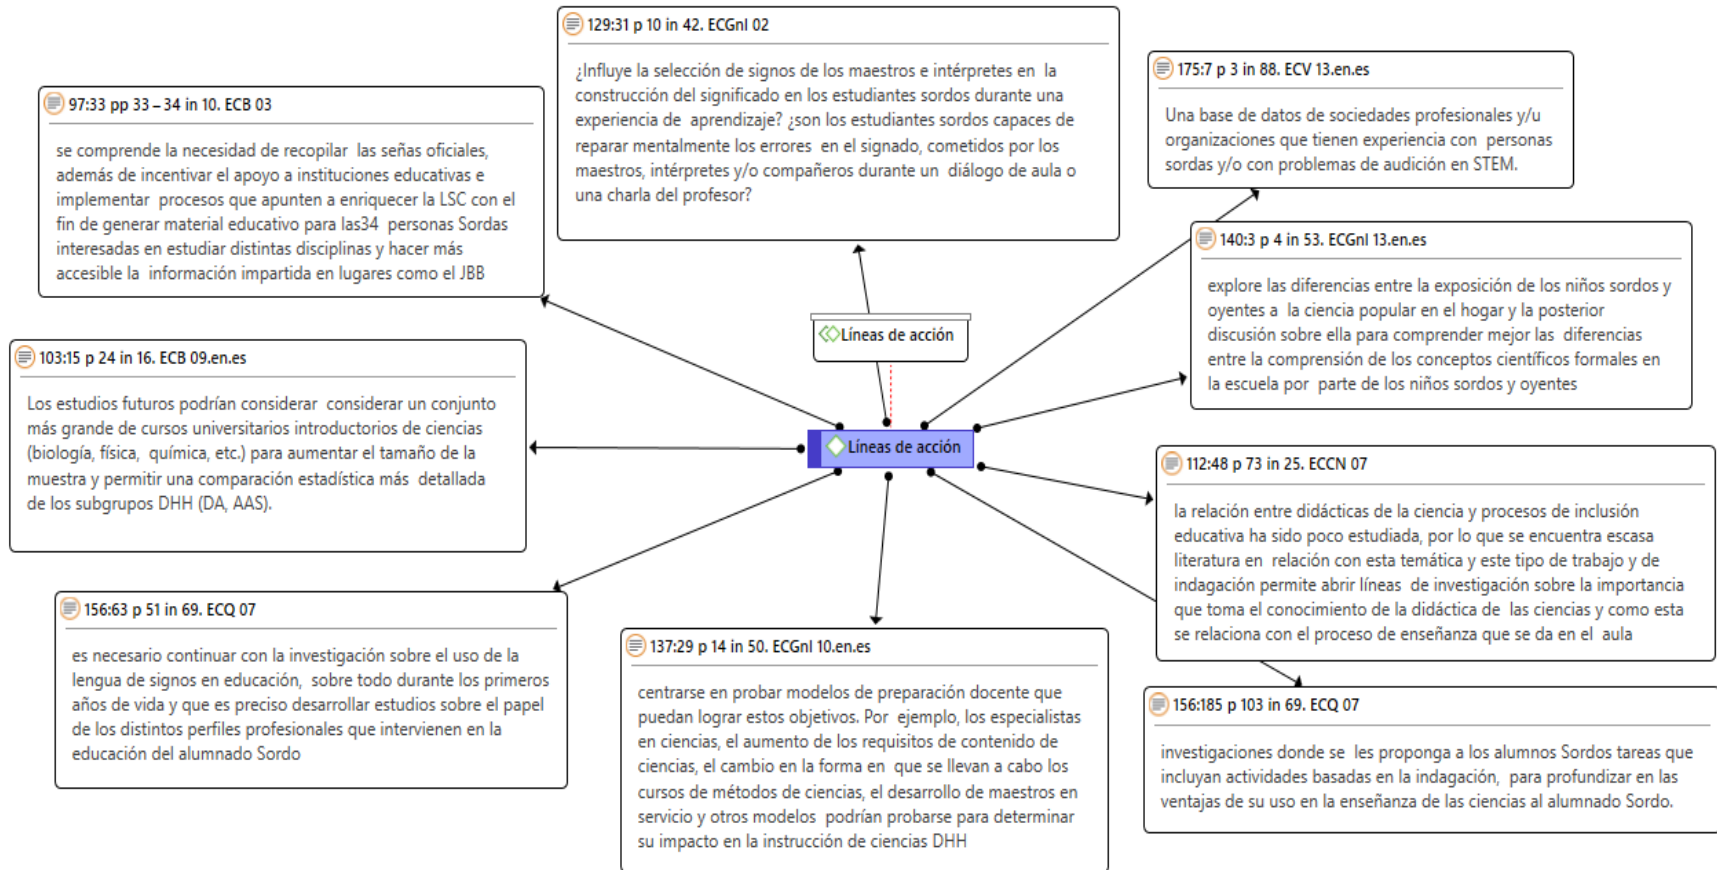 129:31 p 10 in 42. ECGnl 02
¿Influye la selección de signos de los maestros e intérpretes en la
construcción del significado en los estudiantes sordos durante una
experiencia de aprendizaje? ¿son los estudiantes sordos capaces de
reparar mentalmente los errores en el signado, cometidos por los
maestros, intérpretes y/o compañeros durante un diálogo de aula o
una charla del profesor?
175:7 p 3 in 88. ECV 13.en.es
Una base de datos de sociedades profesionales y/u
organizaciones que tienen experiencia con personas
sordas y/o con problemas de audición en STEM.
97:33 pp 33 – 34 in 10. ECB 03
se comprende la necesidad de recopilar las señas oficiales,
además de incentivar el apoyo a instituciones educativas e
implementar procesos que apunten a enriquecer la LSC con el
fin de generar material educativo para las34 personas Sordas
interesadas en estudiar distintas disciplinas y hacer más
accesible la información impartida en lugares como el JBB
140:3 p 4 in 53. ECGnl 13.en.es
explore las diferencias entre la exposición de los niños sordos y
oyentes a la ciencia popular en el hogar y la posterior
discusión sobre ella para comprender mejor las diferencias
entre la comprensión de los conceptos científicos formales en
la escuela por parte de los niños sordos y oyentes
Líneas de acción
103:15 p 24 in 16. ECB 09.en.es
Los estudios futuros podrían considerar considerar un conjunto
más grande de cursos universitarios introductorios de ciencias
(biología, física, química, etc.) para aumentar el tamaño de la
muestra y permitir una comparación estadística más detallada
de los subgrupos DHH (DA, AAS).
Líneas de acción
112:48 p 73 in 25. ECCN 07
la relación entre didácticas de la ciencia y procesos de inclusión
educativa ha sido poco estudiada, por lo que se encuentra escasa
literatura en relación con esta temática y este tipo de trabajo y de
indagación permite abrir líneas de investigación sobre la importancia
que toma el conocimiento de la didáctica de las ciencias y como esta
se relaciona con el proceso de enseñanza que se da en el aula
156:63 p 51 in 69. ECQ 07
es necesario continuar con la investigación sobre el uso de la
lengua de signos en educación, sobre todo durante los primeros
años de vida y que es preciso desarrollar estudios sobre el papel
de los distintos perfiles profesionales que intervienen en la
educación del alumnado Sordo
137:29 p 14 in 50. ECGnl 10.en.es
centrarse en probar modelos de preparación docente que
puedan lograr estos objetivos. Por ejemplo, los especialistas
en ciencias, el aumento de los requisitos de contenido de
ciencias, el cambio en la forma en que se llevan a cabo los
cursos de métodos de ciencias, el desarrollo de maestros en
servicio y otros modelos podrían probarse para determinar
su impacto en la instrucción de ciencias DHH
156:185 p 103 in 69. ECQ 07
investigaciones donde se les proponga a los alumnos Sordos tareas que
incluyan actividades basadas en la indagación, para profundizar en las
ventajas de su uso en la enseñanza de las ciencias al alumnado Sordo.